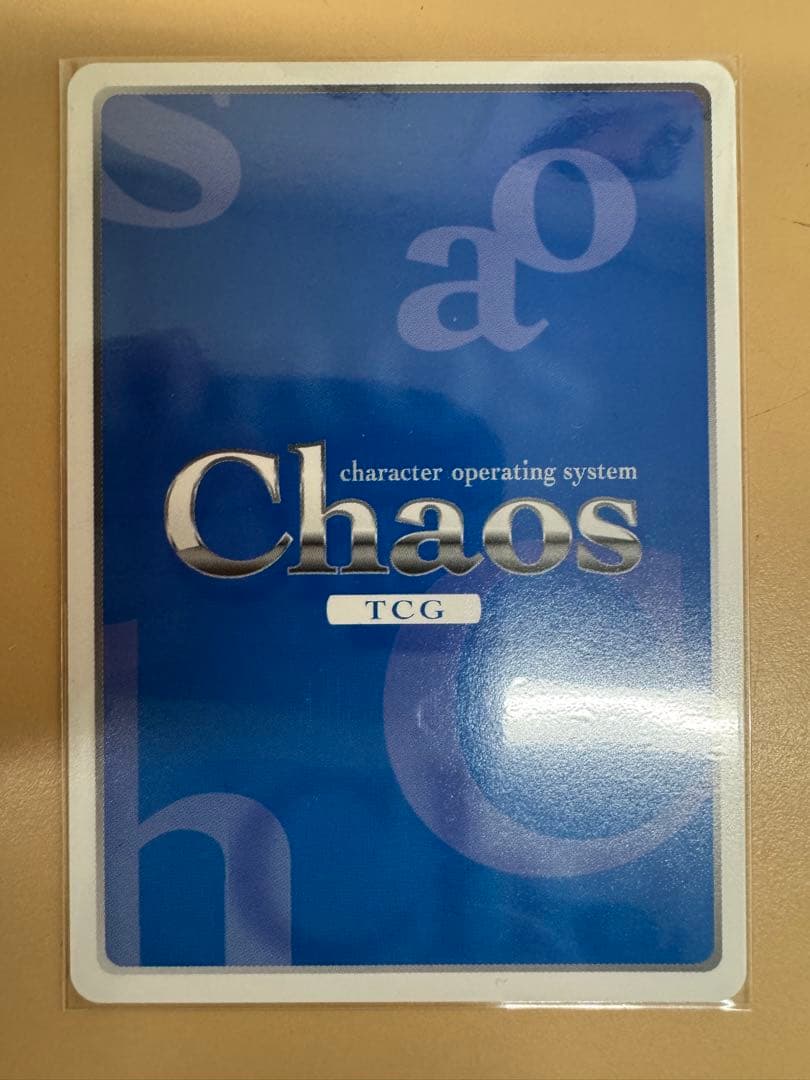 s
a o
character operating system
Chaos
TCG
h
C